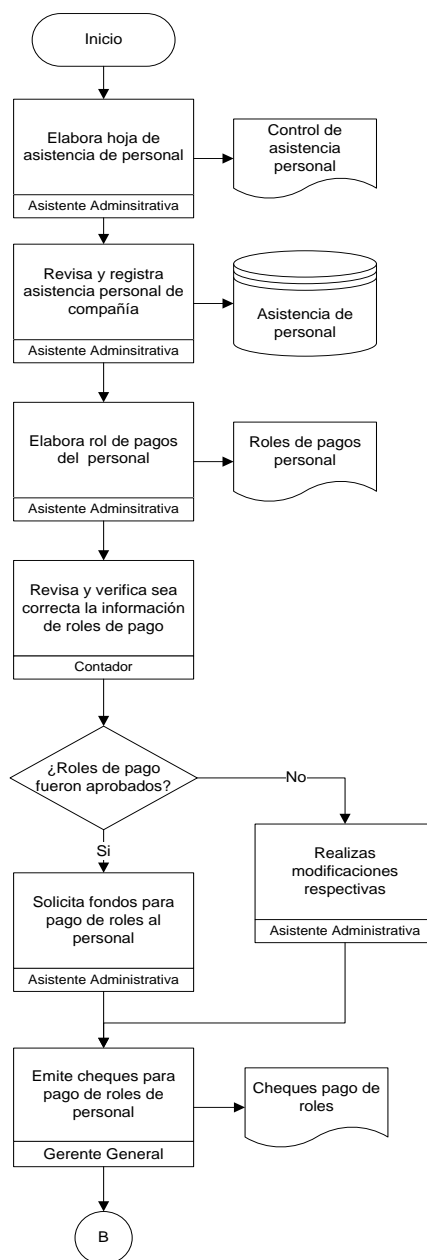 Inicio
Elabora hoja de
asistencia de personal
Asistente Adminsitrativa
Control de
asistencia
personal
Revisa y registra
asistencia personal de
compañía
Asistente Adminsitrativa
Asistencia de
personal
Elabora rol de pagos
del personal
Asistente Adminsitrativa
Roles de pagos
personal
Revisa y verifica sea
correcta la información
de roles de pago
Contador
¿Roles de pago
fueron aprobados?
No
Si
Realizas
modificaciones
respectivas
Asistente Administrativa
Solicita fondos para
pago de roles al
personal
Asistente Administrativa
Emite cheques para
pago de roles de
personal
Gerente General
Cheques pago de
roles
B